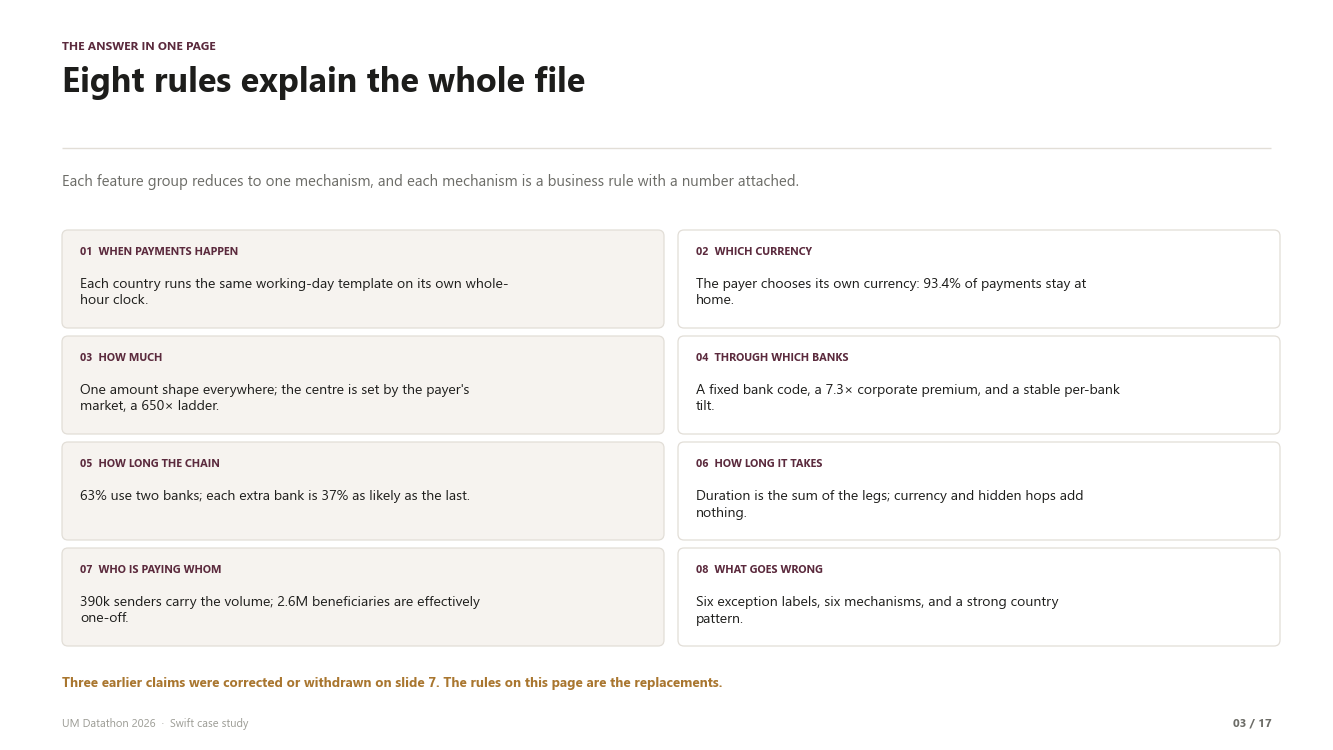 THE ANSWER IN ONE PAGE
Eight rules explain the whole file
Each feature group reduces to one mechanism, and each mechanism is a business rule with a number attached.
01 WHEN PAYMENTS HAPPEN
Each country runs the same working-day template on its own whole-
hour clock.
02 WHICH CURRENCY
The payer chooses its own currency: 93.4% of payments stay at
home.
03 HOW MUCH
One amount shape everywhere; the centre is set by the payer's
market, a 650× ladder.
04 THROUGH WHICH BANKS
A fixed bank code, a 7.3× corporate premium, and a stable per-bank
tilt.
05 HOW LONG THE CHAIN
63% use two banks; each extra bank is 37% as likely as the last.
06 HOW LONG IT TAKES
Duration is the sum of the legs; currency and hidden hops add
nothing.
07 WHO IS PAYING WHOM
390k senders carry the volume; 2.6M beneficiaries are effectively
one-off.
08 WHAT GOES WRONG
Six exception labels, six mechanisms, and a strong country
pattern.
Three earlier claims were corrected or withdrawn on slide 7. The rules on this page are the replacements.
UM Datathon 2026 · Swift case study
03 / 17